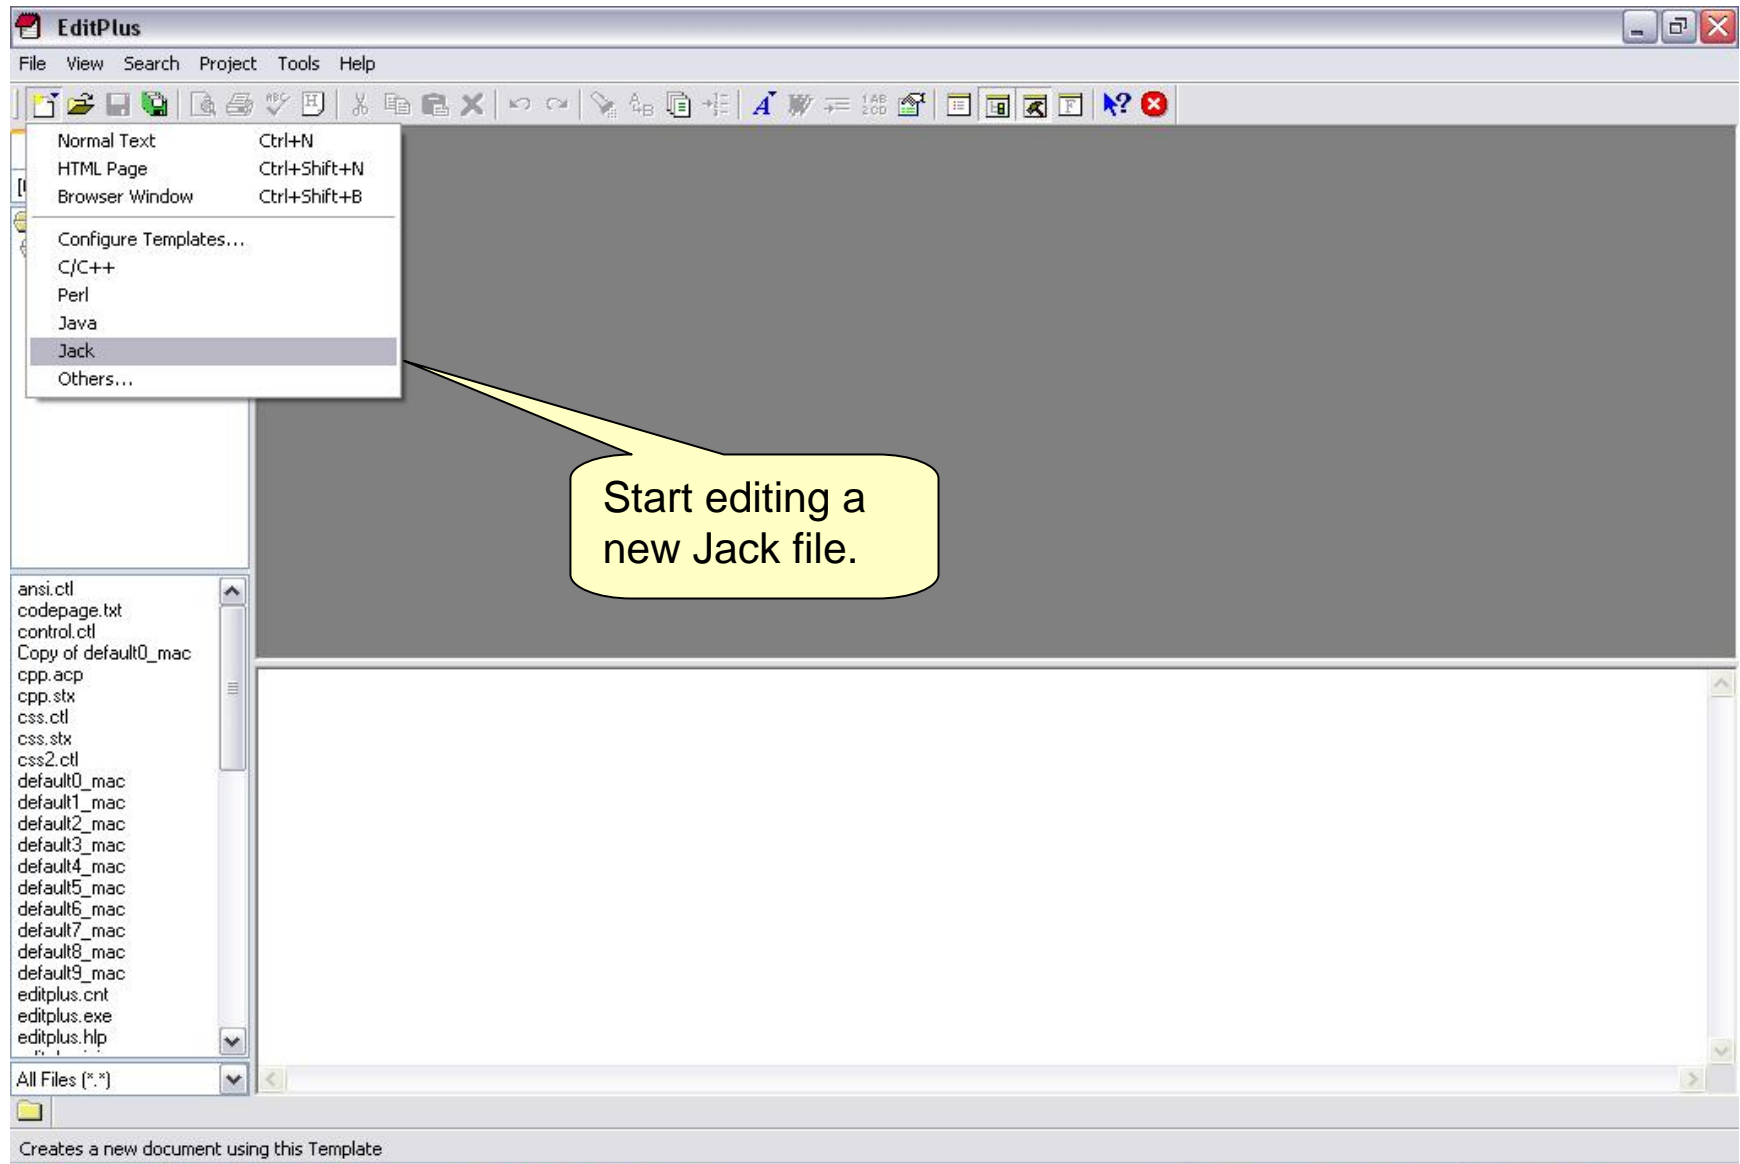 EditPlus
File View Search Project Tools Help
Normal Text Ctrl+N
HTML Page Ctrl+Shift+N
Browser Window Ctrl+Shift+B
Configure Templates...
C/C++
Perl
Java
Jack
Others...
Start editing a
new Jack file.
ansi.ctl
codepage.txt
control.ctl
Copy of default0_mac
cpp.acp
cpp.stx
css.ctl
css.stx
css2.ctl
default0_mac
default1_mac
default2_mac
default3_mac
default4_mac
default5_mac
default6_mac
default7_mac
default8_mac
default9_mac
editplus.cnt
editplus.exe
editplus.hlp
All Files (*.*)
Creates a new document using this Template